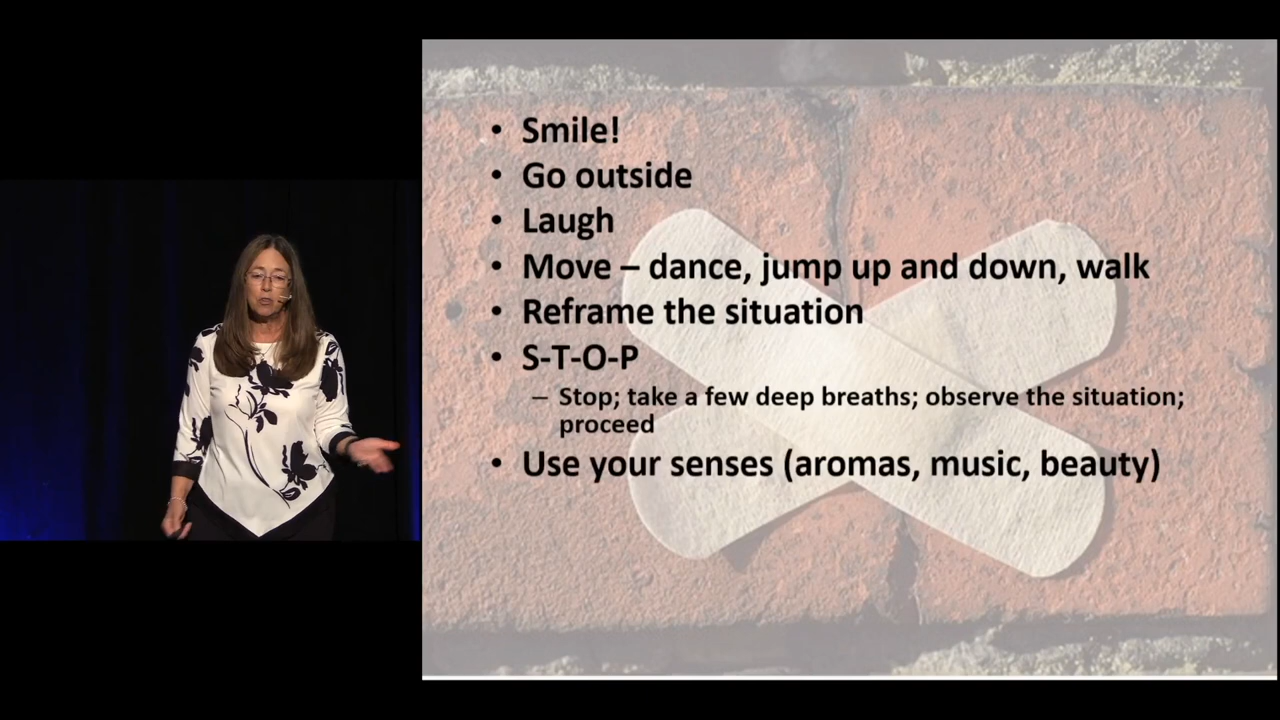 • Smile!
• Go outside
• Laugh
• Move – dance, jump up and down, walk
• Reframe the situation
• S-T-O-P
– Stop; take a few deep breaths; observe the situation;
proceed
• Use your senses (aromas, music, beauty)